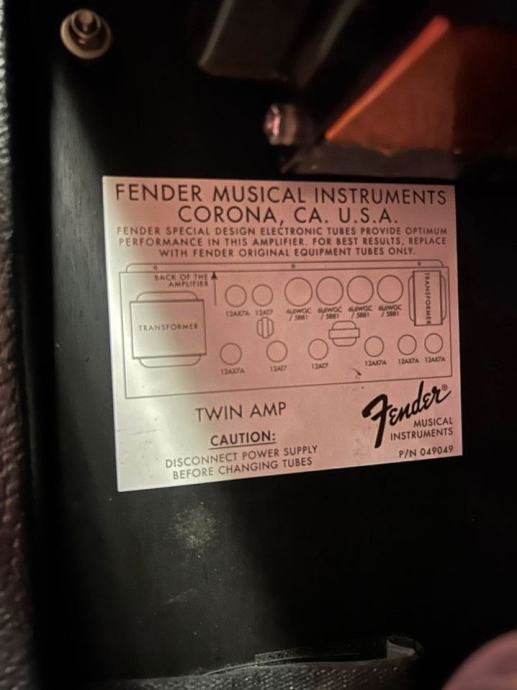 FENDER MUSICAL INSTRUMENTS
CORONA, CA. U.S.A.
FENDER SPECIAL DESIGN ELECTRONIC TUBES PROVIDE OPTIMUM
PERFORMANCE IN THIS AMPLIFIER. FOR BEST RESULTS, REPLACE
WITH FENDER ORIGINAL EQUIPMENT TUBES ONLY.
BACK OF THE
AMPLIFIER
TRANSFORMER
12AX7A 12AT7 6L6WGC 6L6WGC 6L6WGC 6L6WGC
/5881 /5881 /5881 /5881
TRANSFORMER
12AX7A 12AT7 12AT7 12AX7A 12AX7A 12AX7A
TWIN AMP
CAUTION:
DISCONNECT POWER SUPPLY
BEFORE CHANGING TUBES
Fender®
MUSICAL
INSTRUMENTS
P/N 049049